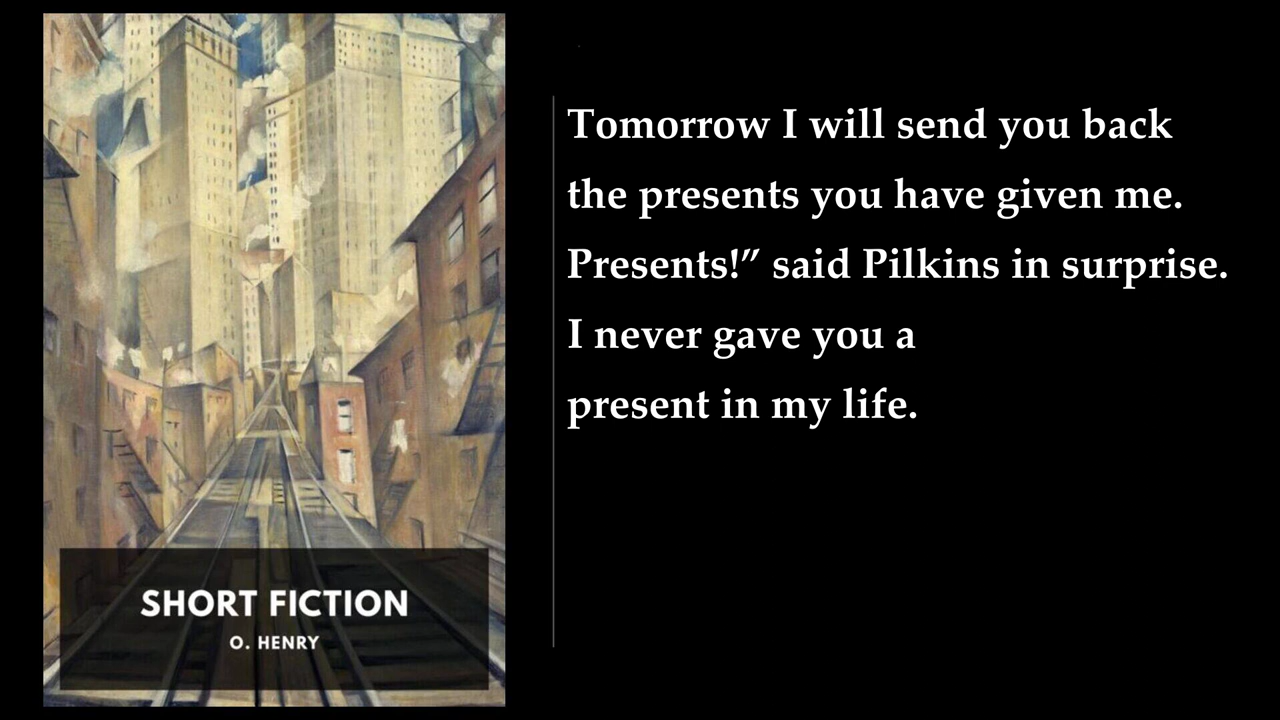 Tomorrow I will send you back
the presents you have given me.
Presents!” said Pilkins in surprise.
I never gave you a
present in my life.
SHORT FICTION
O. HENRY